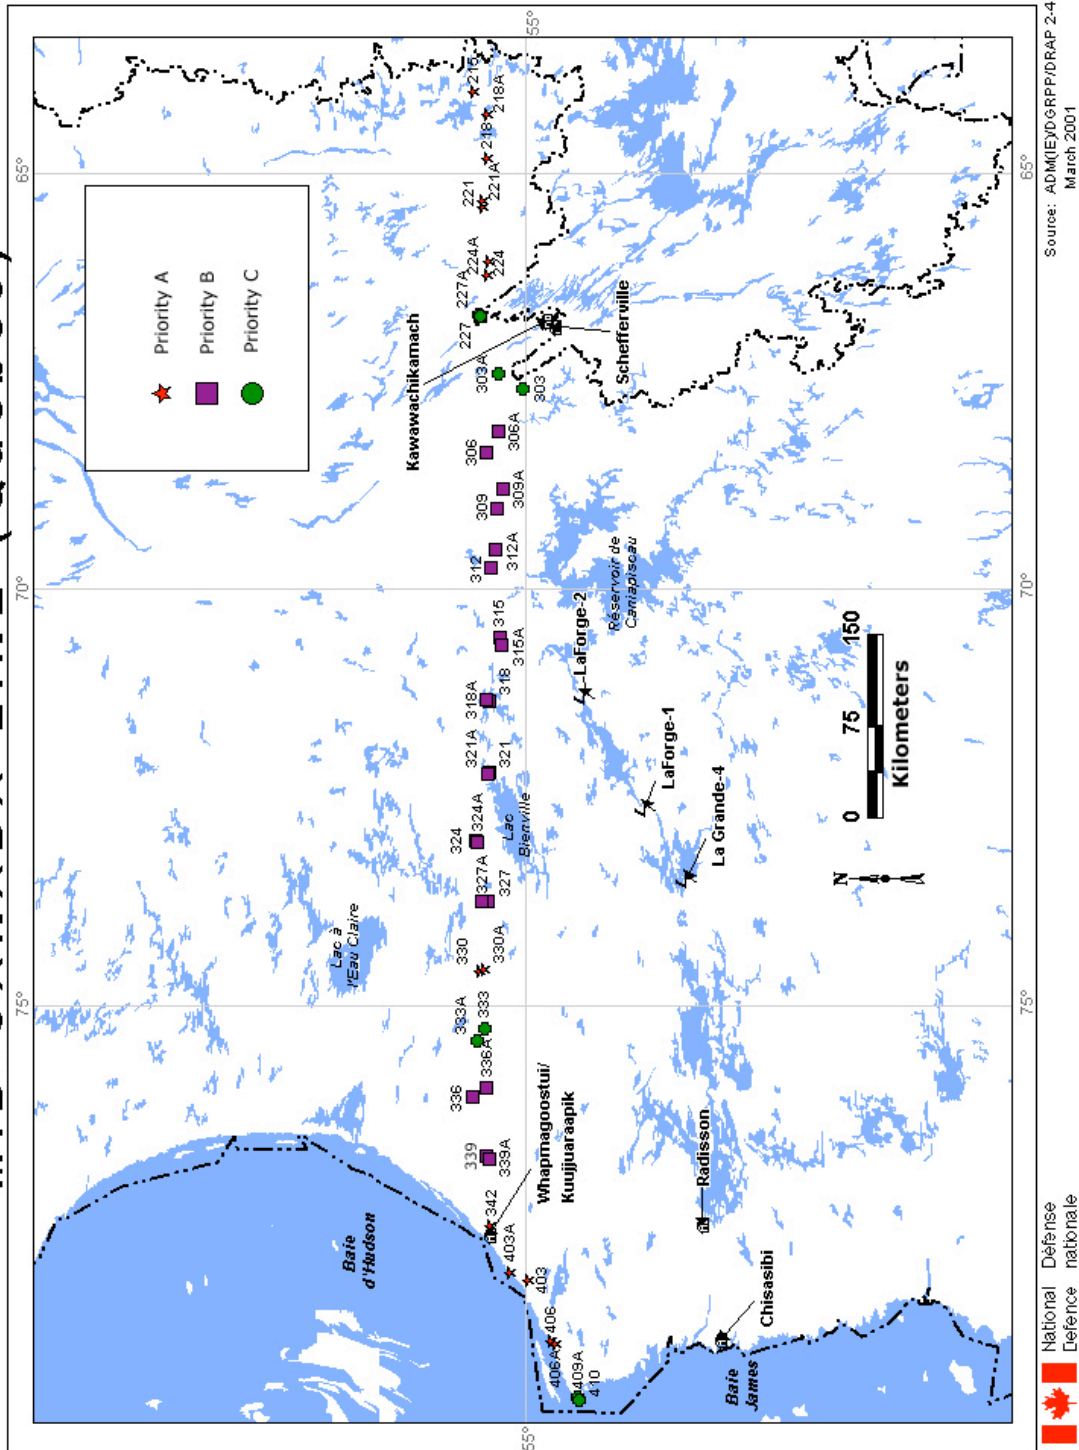 Priority A
Priority B
Priority C
65°
70°
75°
55°
215
218A
218
221A
221
224A
224
227A
227
303A
303
306A
306
309A
309
312A
312
315
315A
318
318A
321A
321
324A
324
327A
327
330
330A
333A
333
336A
336
339
339A
342
403A
403
406
406A
409A
410
Kawawachikamach
Schefferville
Réservoir de
Caniapiscau
LaForge-2
LaForge-1
La Grande-4
Lac
Bienville
Lac à
l'Eau Claire
Whapmagoostui/
Kuujjuaraapik
Radisson
Chisasibi
Baie
d'Hudson
Baie
James
N
0 75 150
Kilometers
65°
70°
75°
55°
National Défense
Defence nationale
Source: ADM(IE)/DGRPP/DRAP 2-4
March 2001